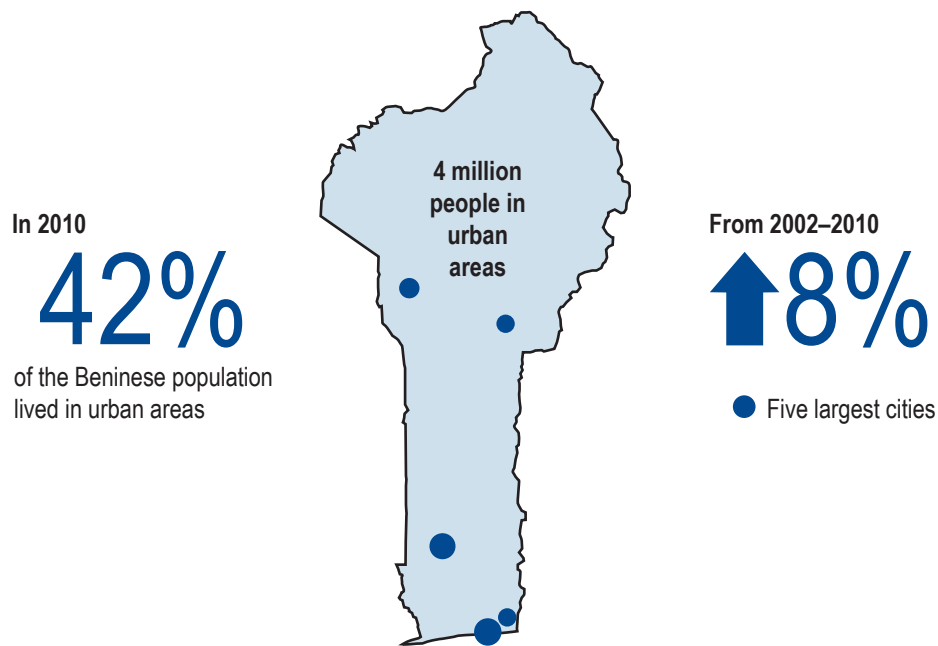 In 2010
42%
of the Beninese population
lived in urban areas
4 million
people in
urban
areas
From 2002–2010
8%
Five largest cities